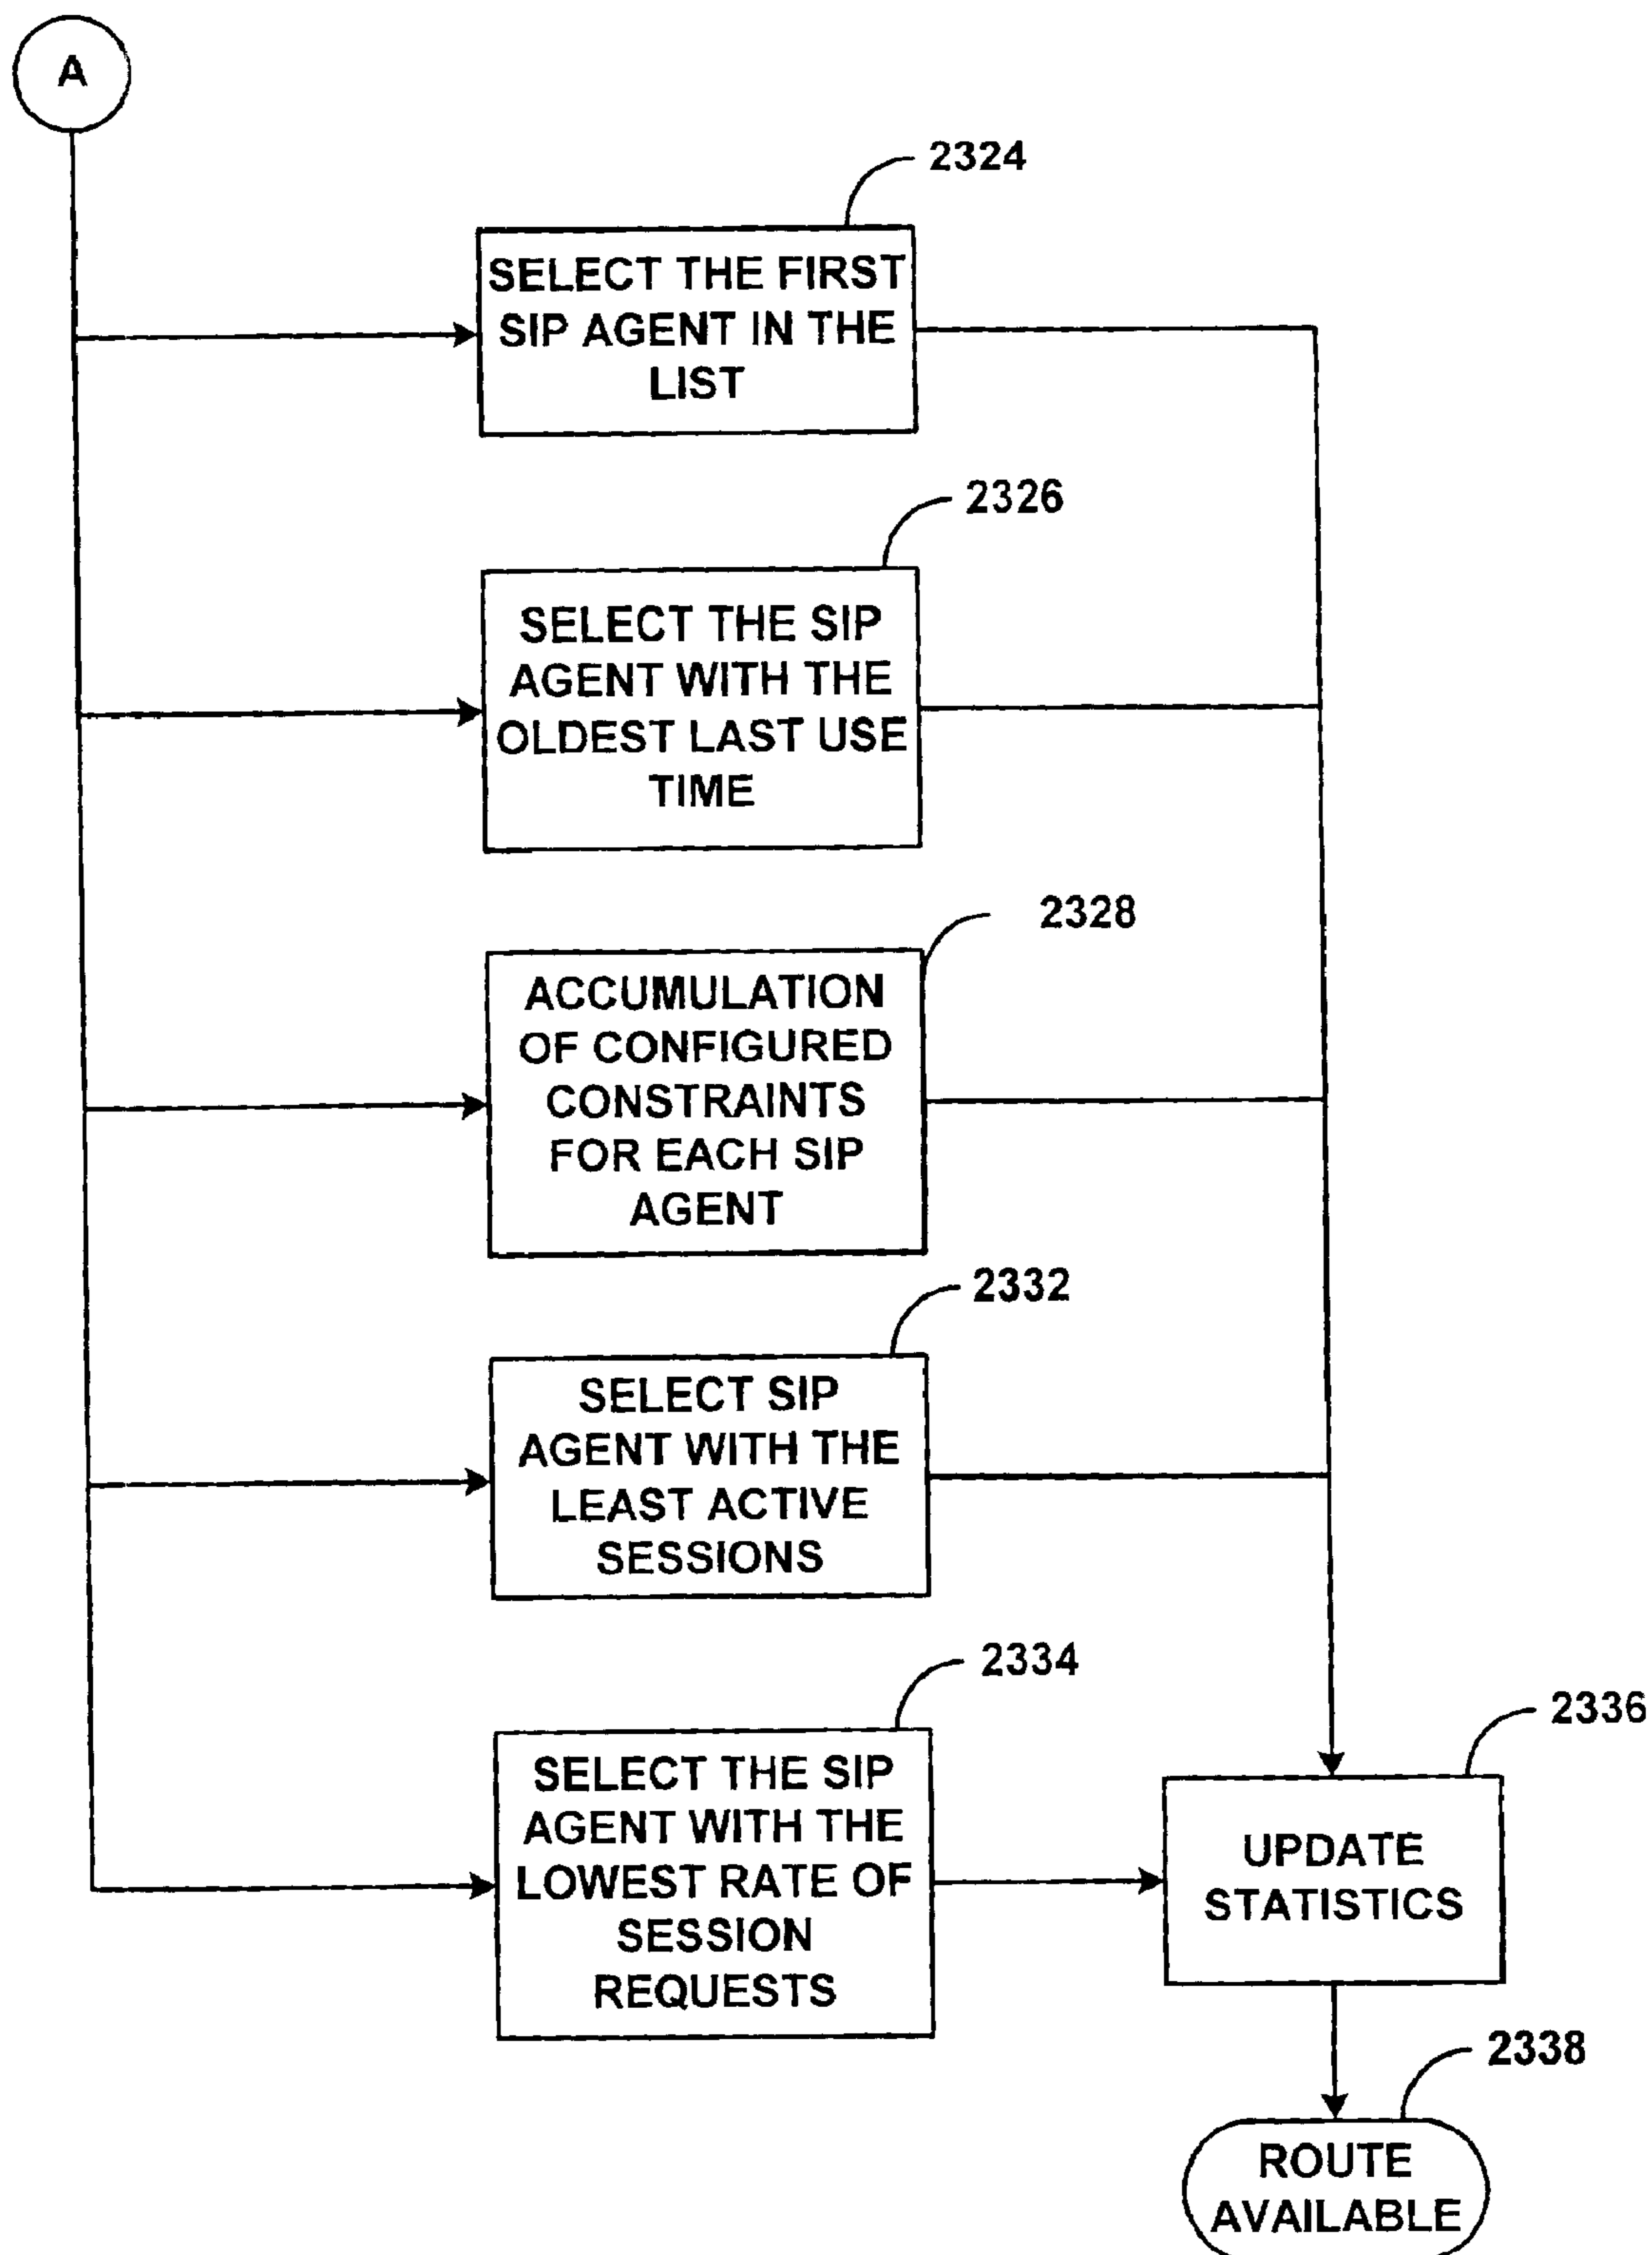 A
2324
SELECT THE FIRST
SIP AGENT IN THE
LIST
2326
SELECT THE SIP
AGENT WITH THE
OLDEST LAST USE
TIME
2328
ACCUMULATION
OF CONFIGURED
CONSTRAINTS
FOR EACH SIP
AGENT
2332
SELECT SIP
AGENT WITH THE
LEAST ACTIVE
SESSIONS
2334
SELECT THE SIP
AGENT WITH THE
LOWEST RATE OF
SESSION
REQUESTS
2336
UPDATE
STATISTICS
2338
ROUTE
AVAILABLE